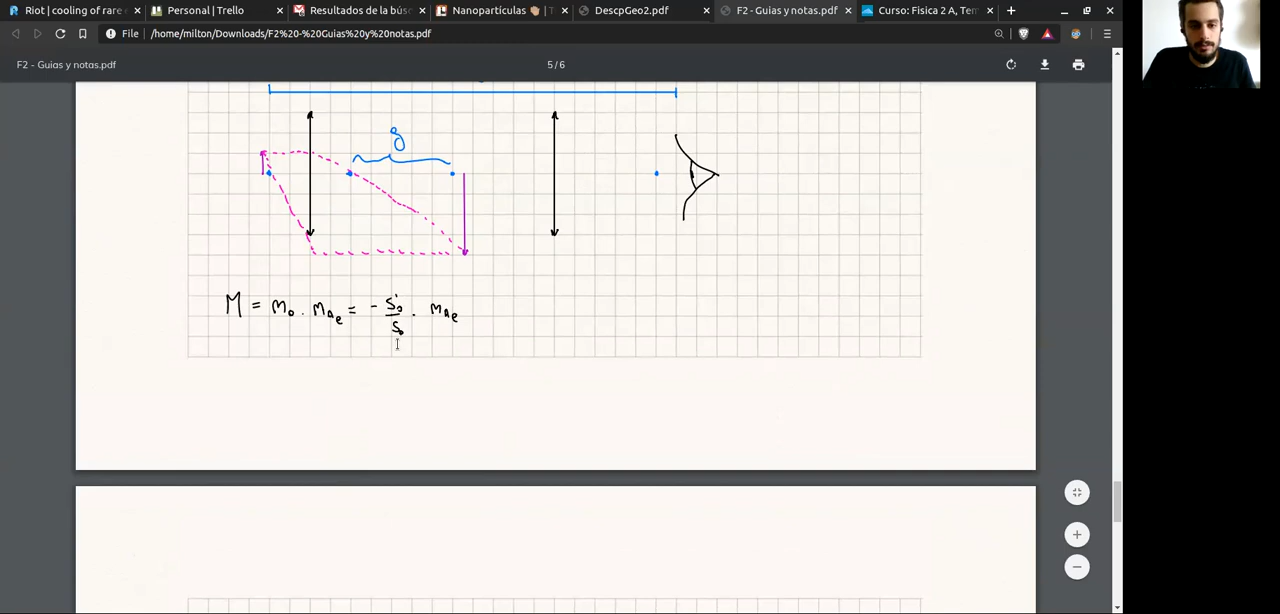 Riot | cooling of rare e
Personal | Trello
Resultados de la bús
Nanopartículas 👏🏽 | T
DescpGeo2.pdf
F2 - Guias y notas.pdf
Curso: Fisica 2 A, Tem
File | /home/milton/Downloads/F2%20-%20Guias%20y%20notas.pdf
F2 - Guias y notas.pdf
5/6
g
M = m₀ . mₐₑ = - s'₀/s₀ . mₐₑ